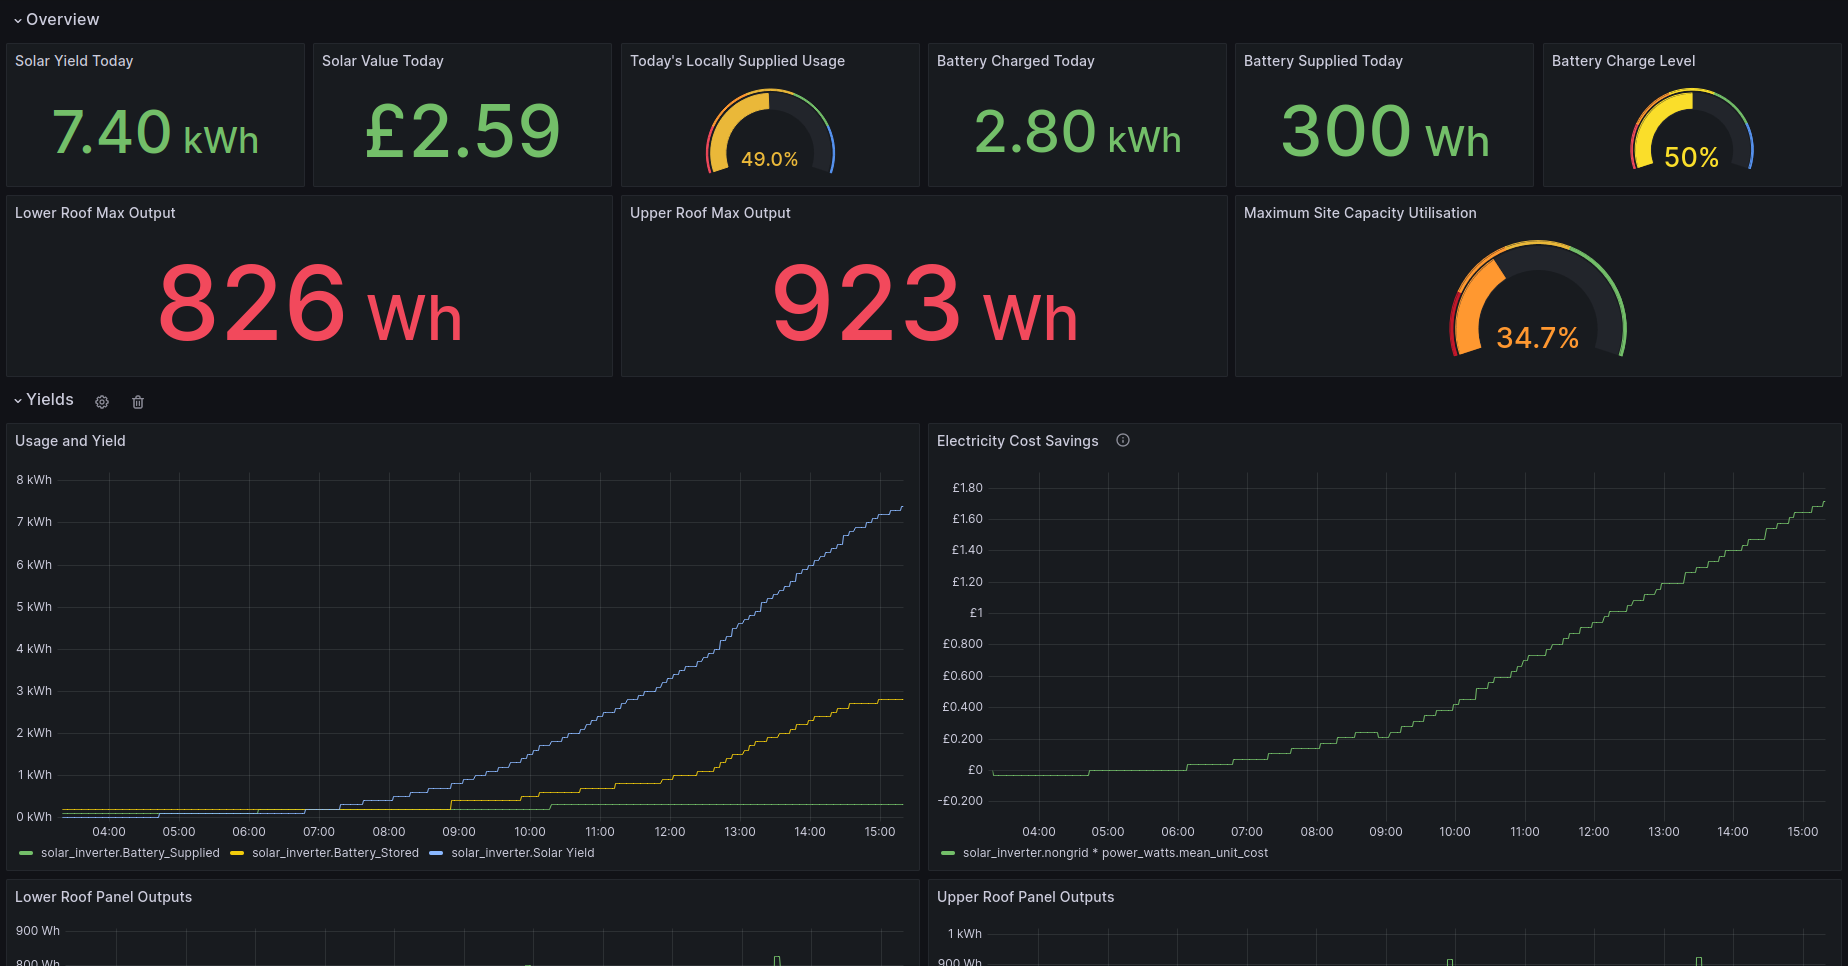 Overview
Solar Yield Today
7.40 kWh
Solar Value Today
£2.59
Today's Locally Supplied Usage
49.0%
Battery Charged Today
2.80 kWh
Battery Supplied Today
300 Wh
Battery Charge Level
50%
Lower Roof Max Output
826 Wh
Upper Roof Max Output
923 Wh
Maximum Site Capacity Utilisation
34.7%
Yields
Usage and Yield
8 kWh
7 kWh
6 kWh
5 kWh
4 kWh
3 kWh
2 kWh
1 kWh
0 kWh
04:00 05:00 06:00 07:00 08:00 09:00 10:00 11:00 12:00 13:00 14:00 15:00
solar_inverter.Battery_Supplied solar_inverter.Battery_Stored solar_inverter.Solar Yield
Electricity Cost Savings
£1.80
£1.60
£1.40
£1.20
£1
£0.800
£0.600
£0.400
£0.200
£0
-£0.200
04:00 05:00 06:00 07:00 08:00 09:00 10:00 11:00 12:00 13:00 14:00 15:00
solar_inverter.nongrid * power_watts.mean_unit_cost
Lower Roof Panel Outputs
900 Wh
800 Wh
Upper Roof Panel Outputs
1 kWh
900 Wh